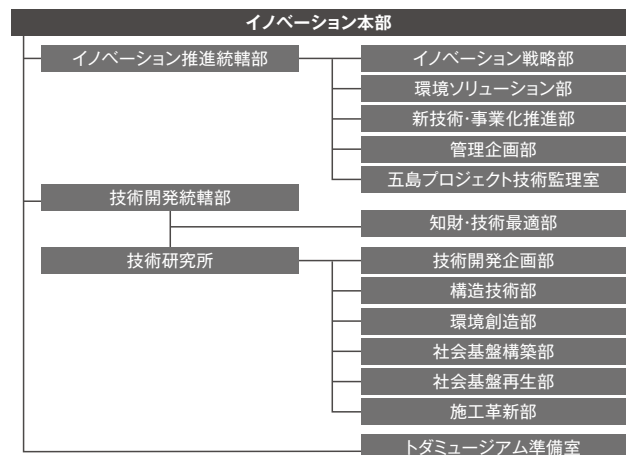 イノベーション本部
イノベーション推進統轄部
イノベーション戦略部
環境ソリューション部
新技術・事業化推進部
管理企画部
五島プロジェクト技術監理室
技術開発統轄部
知財・技術最適部
技術研究所
技術開発企画部
構造技術部
環境創造部
社会基盤構築部
社会基盤再生部
施工革新部
トダミュージアム準備室